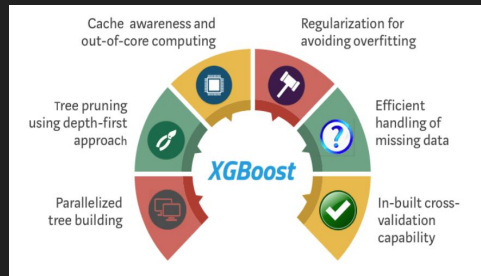 Cache awareness and
out-of-core computing
Regularization for
avoiding overfitting
Tree pruning
using depth-first
approach
Efficient
handling of
missing data
XGBoost
Parallelized
tree building
In-built cross-
validation
capability